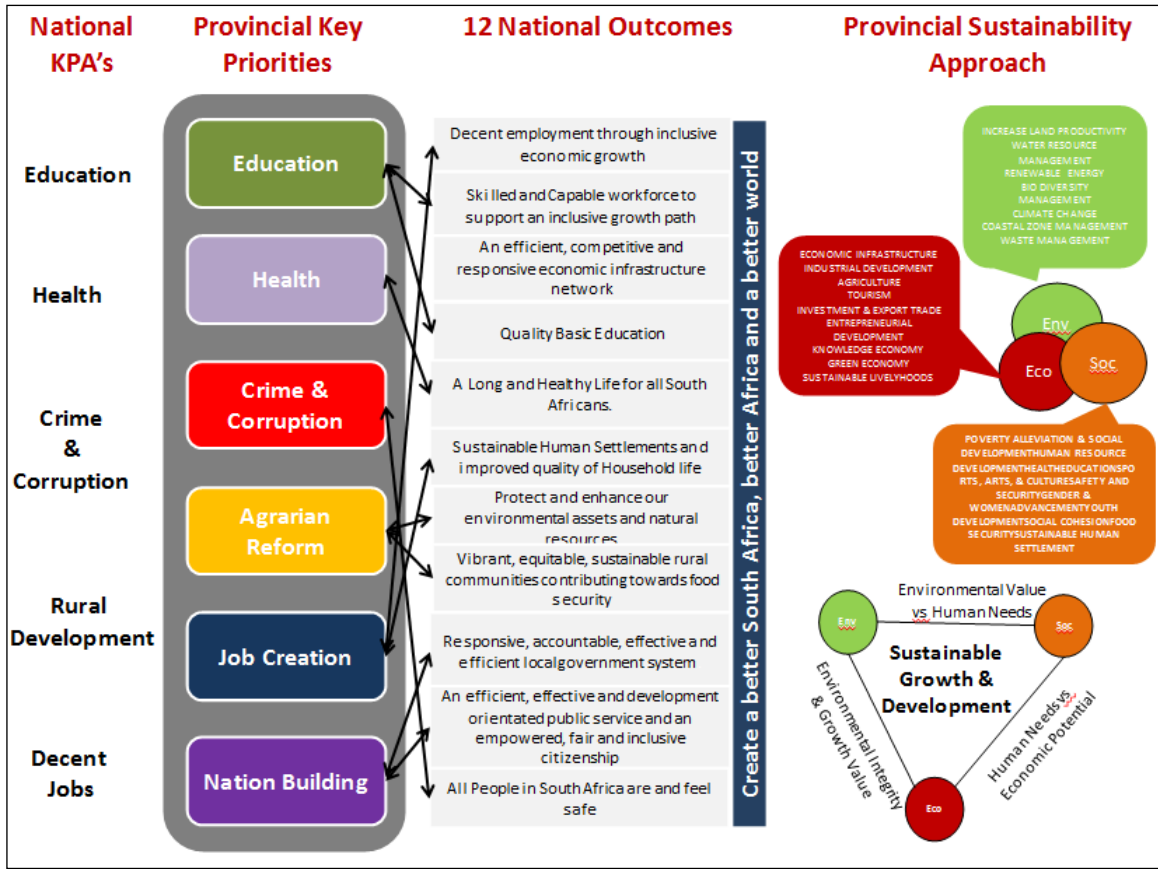 National
KPA's
Education
Health
Crime
&
Corruption
Rural
Development
Decent
Jobs
Provincial Key
Priorities
Education
Health
Crime &
Corruption
Agrarian
Reform
Job Creation
Nation Building
12 National Outcomes
Decent employment through inclusive
economic growth
Skilled and Capable workforce to
support an inclusive growth path
An efficient, competitive and
responsive economic infrastructure
network
Quality Basic Education
A Long and Healthy Life for all South
Africans.
Sustainable Human Settlements and
improved quality of Household life
Protect and enhance our
environmental assets and natural
resources
Vibrant, equitable, sustainable rural
communities contributing towards food
security
Responsive, accountable, effective and
efficient local government system
An efficient, effective and development
orientated public service and an
empowered, fair and inclusive
citizenship
All People in South Africa are and feel
safe
Create a better South Africa, better Africa and a better world
Provincial Sustainability
Approach
INCREASE LAND PRODUCTIVITY
WATER RESOURCE
MANAGEMENT
RENEWABLE ENERGY
BIO DIVERSITY
MANAGEMENT
CLIMATE CHANGE
COASTAL ZONE MANAGEMENT
WASTE MANAGEMENT
ECONOMIC INFRASTRUCTURE
INDUSTRIAL DEVELOPMENT
AGRICULTURE
TOURISM
INVESTMENT & EXPORT TRADE
ENTREPRENEURIAL
DEVELOPMENT
KNOWLEDGE ECONOMY
GREEN ECONOMY
SUSTAINABLE LIVELYHOODS
Env
Eco
Soc
POVERTY ALLEVIATION & SOCIAL
DEVELOPMENTHUMAN RESOURCE
DEVELOPMENTHEALTHEDUCATIONSPO
RTS, ARTS, & CULTURESAFETY AND
SECURITYGENDER &
WOMENADVANCEMENTYOUTH
DEVELOPMENTSOCIAL COHESIONFOOD
SECURITYSUSTAINABLE HUMAN
SETTLEMENT
Environmental Value
vs Human Needs
Env
Soc
Sustainable
Growth &
Development
Environmental Integrity
& Growth Value
Human Needs vs
Economic Potential
Eco